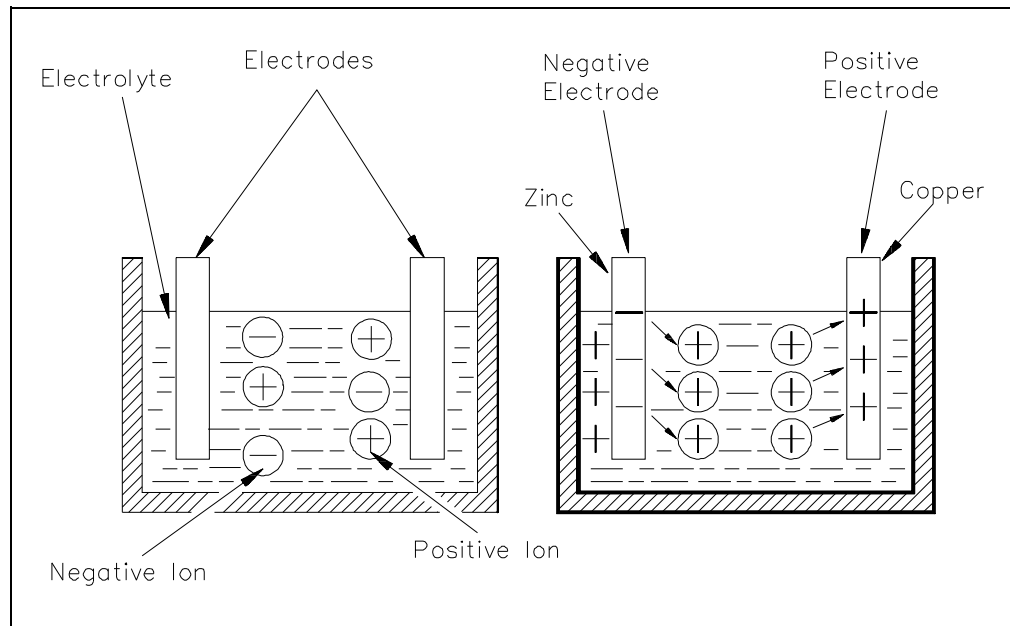 Electrolyte
Electrodes
Negative Ion
Positive Ion
Negative
Electrode
Positive
Electrode
Zinc
Copper